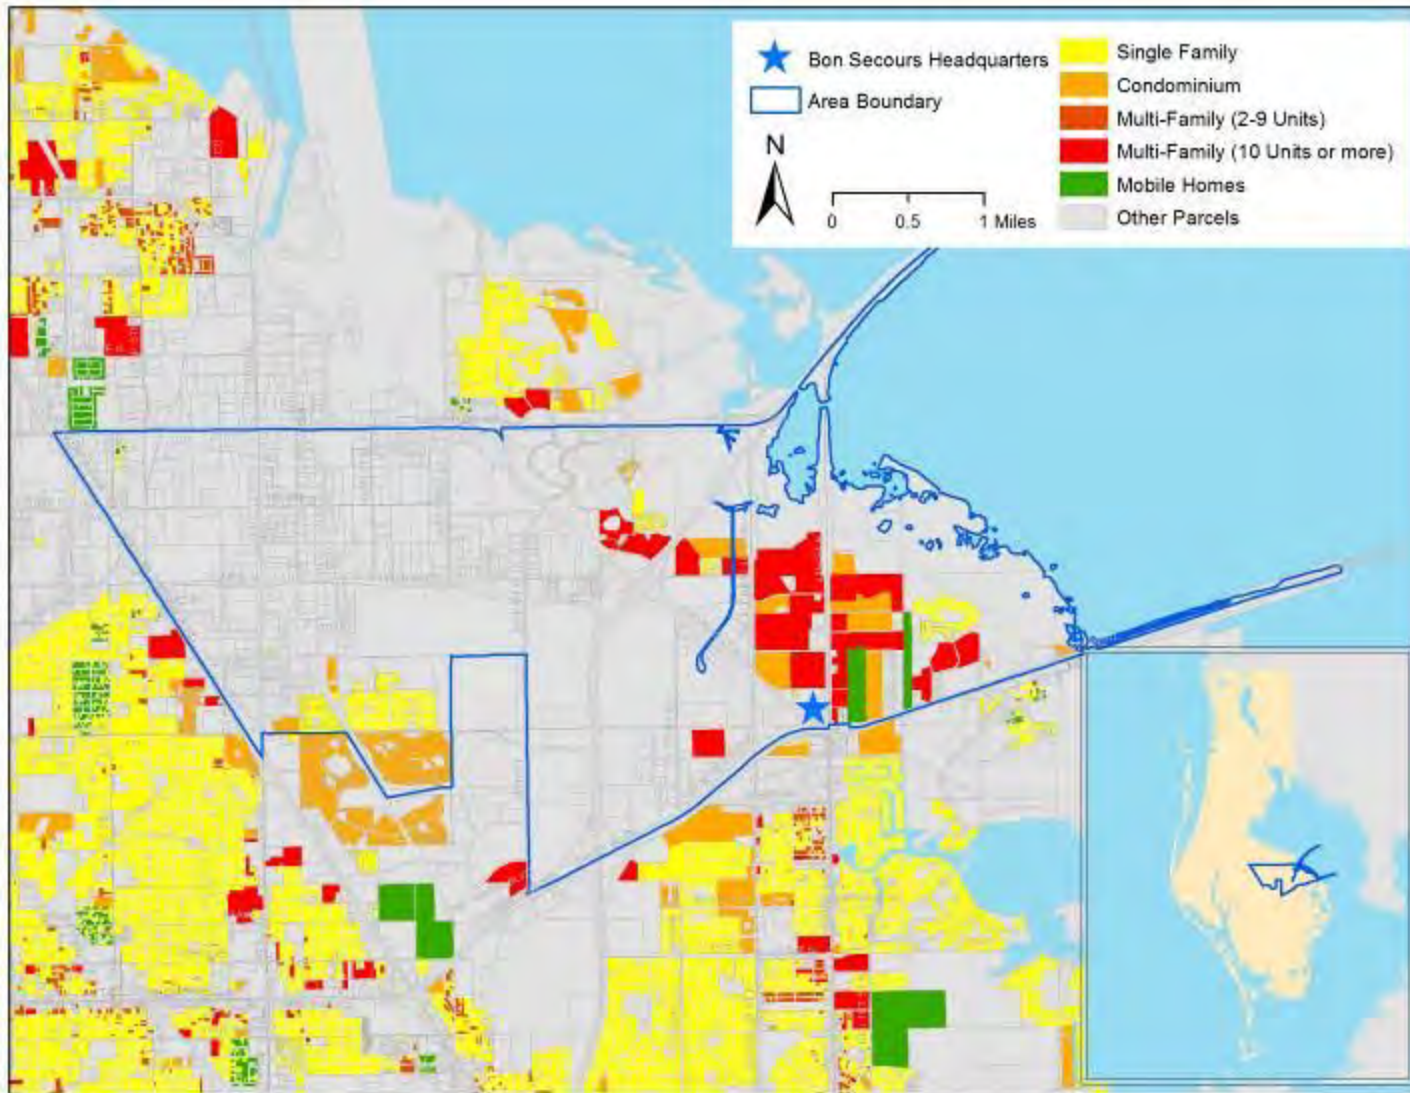 Bon Secours Headquarters
Area Boundary
N
0 0.5 1 Miles
Single Family
Condominium
Multi-Family (2-9 Units)
Multi-Family (10 Units or more)
Mobile Homes
Other Parcels